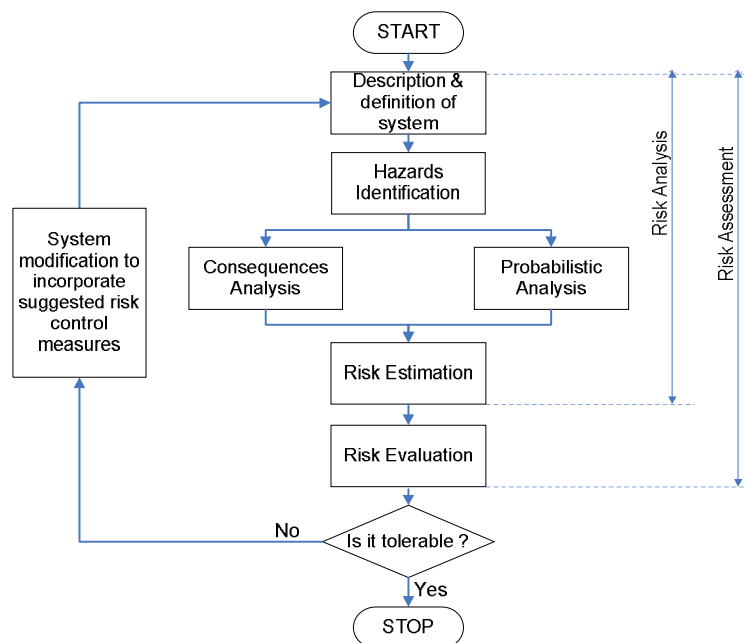 START
Description &
definition of
system
Hazards
Identification
Consequences
Analysis
Probabilistic
Analysis
Risk Estimation
Risk Evaluation
Is it tolerable ?
No
Yes
STOP
System
modification to
incorporate
suggested risk
control
measures
Risk Analysis
Risk Assessment